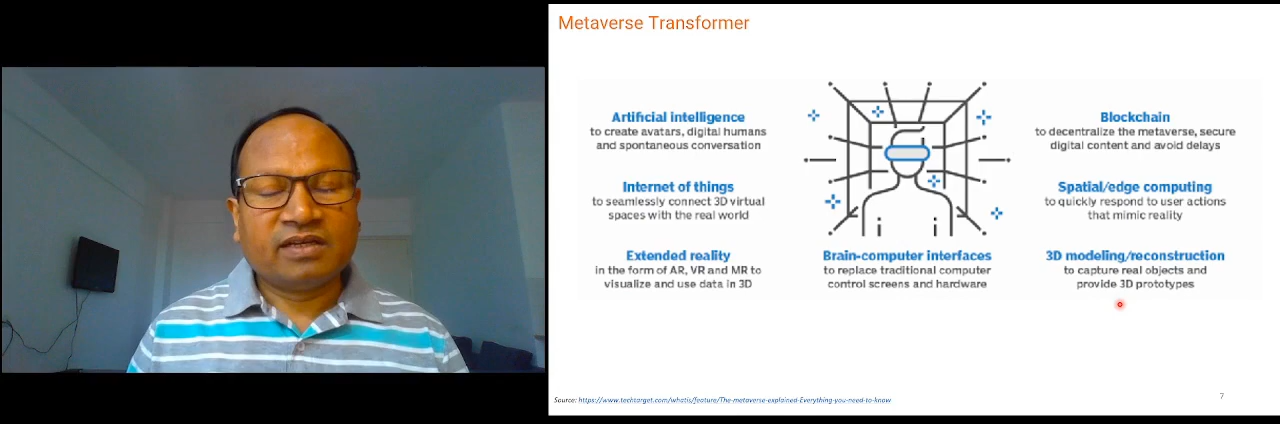 Metaverse Transformer
Artificial intelligence
to create avatars, digital humans
and spontaneous conversation
Internet of things
to seamlessly connect 3D virtual
spaces with the real world
Extended reality
in the form of AR, VR and MR to
visualize and use data in 3D
Brain-computer interfaces
to replace traditional computer
control screens and hardware
Blockchain
to decentralize the metaverse, secure
digital content and avoid delays
Spatial/edge computing
to quickly respond to user actions
that mimic reality
3D modeling/reconstruction
to capture real objects and
provide 3D prototypes
Source: https://www.techtarget.com/whatis/feature/The-metaverse-explained-Everything-you-need-to-know
7